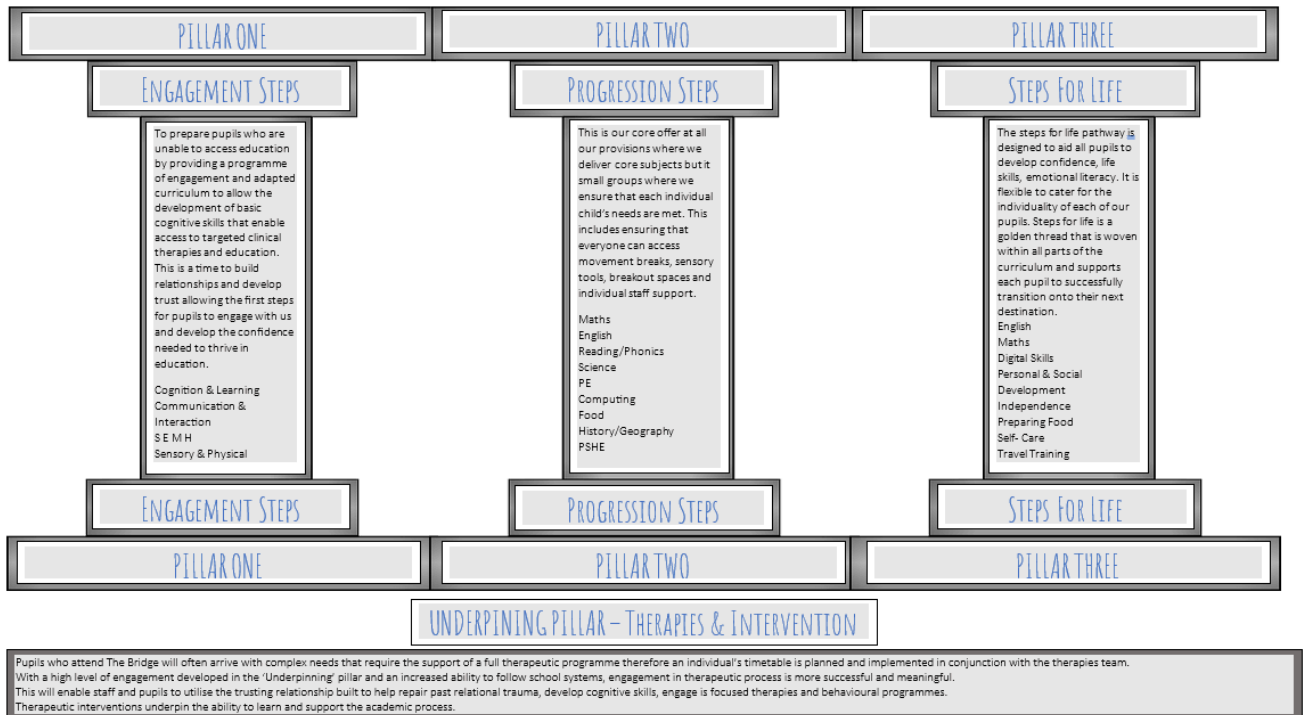 PILLAR ONE
PILLAR TWO
PILLAR THREE
ENGAGEMENT STEPS
PROGRESSION STEPS
STEPS FOR LIFE
To prepare pupils who are
unable to access education
by providing a programme
of engagement and adapted
curriculum to allow the
development of basic
cognitive skills that enable
access to targeted clinical
therapies and education.
This is a time to build
relationships and develop
trust allowing the first steps
for pupils to engage with us
and develop the confidence
needed to thrive in
education.
Cognition & Learning
Communication &
Interaction
S E M H
Sensory & Physical
This is our core offer at all
our provisions where we
deliver core subjects but it
small groups where we
ensure that each individual
child's needs are met. This
includes ensuring that
everyone can access
movement breaks, sensory
tools, breakout spaces and
individual staff support.
Maths
English
Reading/Phonics
Science
PE
Computing
Food
History/Geography
PSHE
The steps for life pathway is
designed to aid all pupils to
develop confidence, life
skills, emotional literacy. It is
flexible to cater for the
individuality of each of our
pupils. Steps for life is a
golden thread that is woven
within all parts of the
curriculum and supports
each pupil to successfully
transition onto their next
destination.
English
Maths
Digital Skills
Personal & Social
Development
Independence
Preparing Food
Self- Care
Travel Training
ENGAGEMENT STEPS
PROGRESSION STEPS
STEPS FOR LIFE
PILLAR ONE
PILLAR TWO
PILLAR THREE
UNDERPINING PILLAR – THERAPIES & INTERVENTION
Pupils who attend The Bridge will often arrive with complex needs that require the support of a full therapeutic programme therefore an individual's timetable is planned and implemented in conjunction with the therapies team.
With a high level of engagement developed in the 'Underpinning' pillar and an increased ability to follow school systems, engagement in therapeutic process is more successful and meaningful.
This will enable staff and pupils to utilise the trusting relationship built to help repair past relational trauma, develop cognitive skills, engage is focused therapies and behavioural programmes.
Therapeutic interventions underpin the ability to learn and support the academic process.